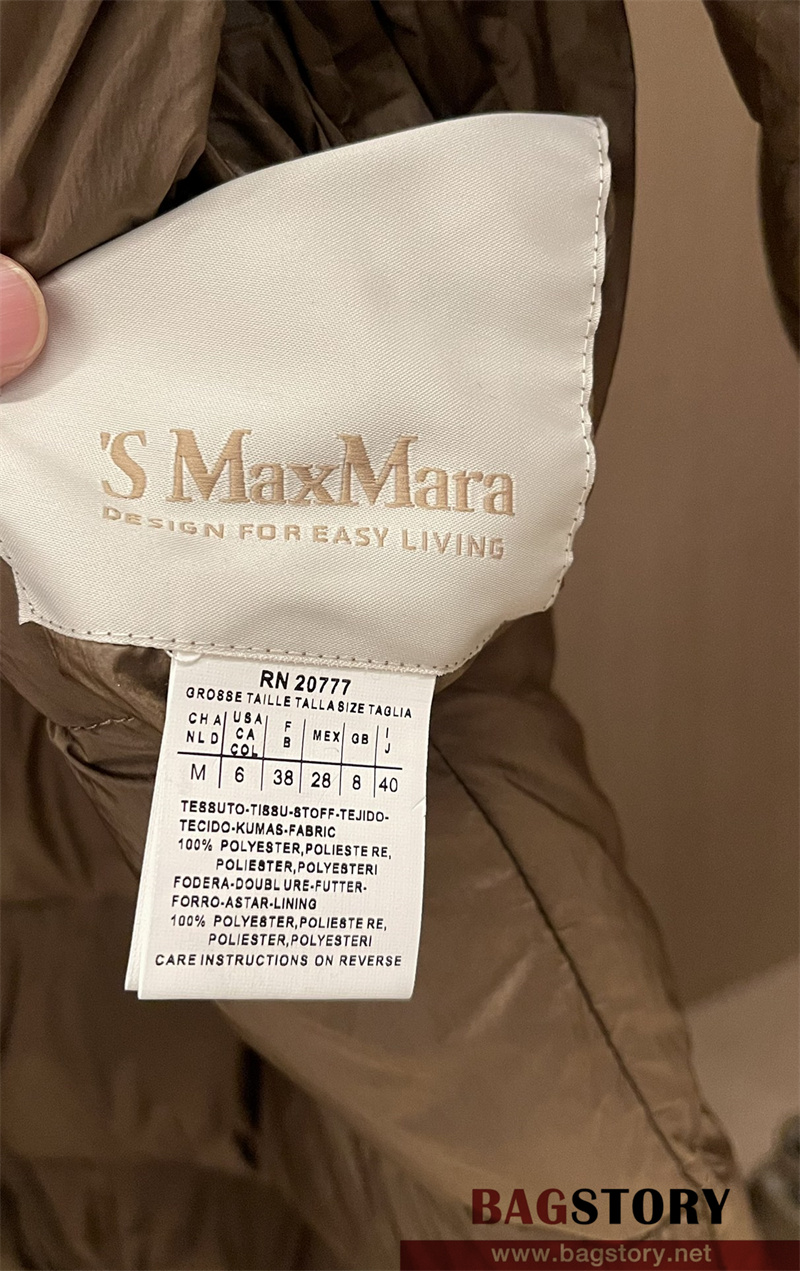 'S MaxMara
DESIGN FOR EASY LIVING
RN 20777
GROSSE TAILLE TALLA SIZE TAGLIA
CH A NL D | USA CA COL | F B | MEX | GB | I J
M | 6 | 38 | 28 | 8 | 40
TESSUTO-TISSU-STOFF-TEJIDO-
TECIDO-KUMAS-FABRIC
100% POLYESTER,POLIESTE RE,
POLIESTER,POLYESTERI
FODERA-DOUBL URE-FUTTER-
FORRO-ASTAR-LINING
100% POLYESTER,POLIESTE RE,
POLIESTER,POLYESTERI
CARE INSTRUCTIONS ON REVERSE
BAGSTORY
www.bagstory.net